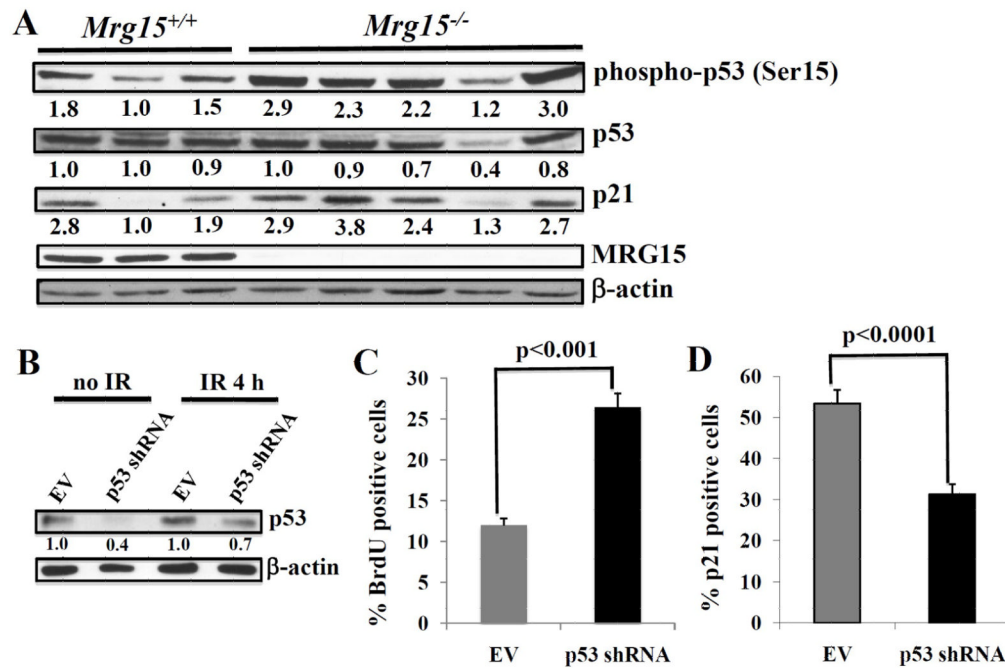 A
Mrg15+/+ Mrg15-/-
phospho-p53 (Ser15)
1.8 1.0 1.5 2.9 2.3 2.2 1.2 3.0
p53
1.0 1.0 0.9 1.0 0.9 0.7 0.4 0.8
p21
2.8 1.0 1.9 2.9 3.8 2.4 1.3 2.7
MRG15
β-actin
B
no IR IR 4 h
EV p53 shRNA EV p53 shRNA
p53
1.0 0.4 1.0 0.7
β-actin
C
p<0.001
% BrdU positive cells
30
25
20
15
10
5
0
EV p53 shRNA
D
p<0.0001
% p21 positive cells
60
50
40
30
20
10
0
EV p53 shRNA